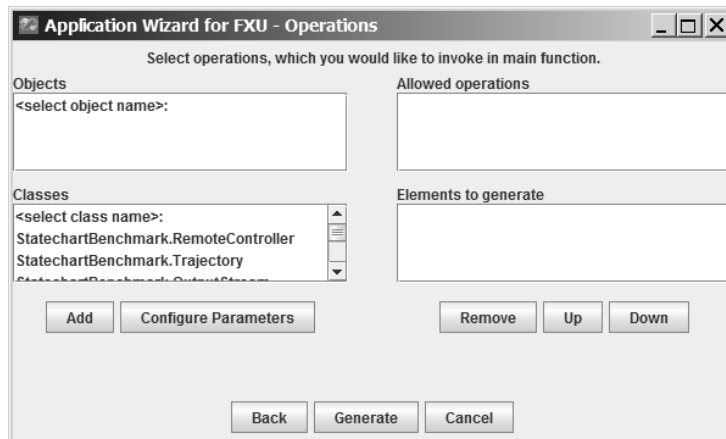 Application Wizard for FXU - Operations
Select operations, which you would like to invoke in main function.
Objects
<select object name>:
Allowed operations
Classes
<select class name>:
StatechartBenchmark.RemoteController
StatechartBenchmark.Trajectory
StatechartBenchmark.OutputStream
Elements to generate
Add
Configure Parameters
Remove
Up
Down
Back
Generate
Cancel